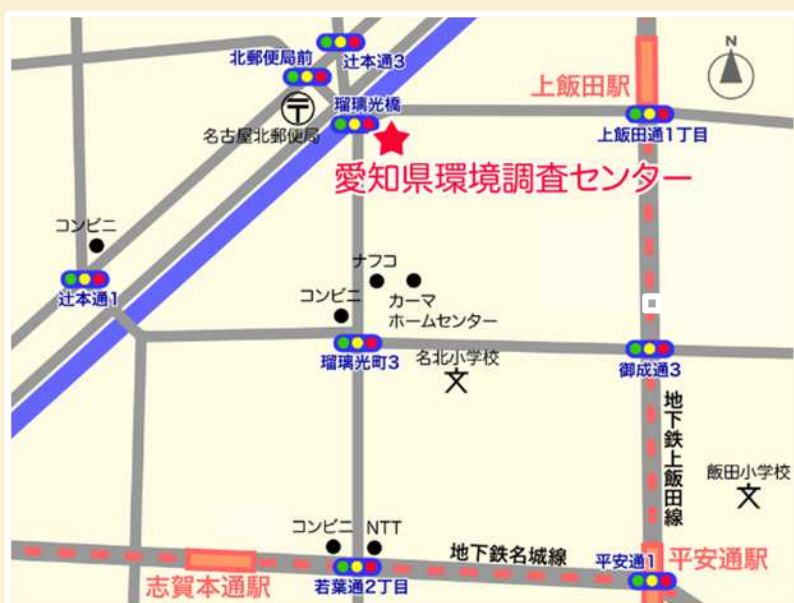 N
北郵便局前
辻本通3
上飯田駅
瑠璃光橋
名古屋北郵便局
上飯田通1丁目
愛知県環境調査センター
コンビニ
辻本通1
ナフコ
コンビニ
カーマ
ホームセンター
瑠璃光町3
名北小学校
文
御成通3
地下鉄上飯田線
飯田小学校
文
コンビニ
NTT
地下鉄名城線
平安通1
平安通駅
志賀本通駅
若葉通2丁目